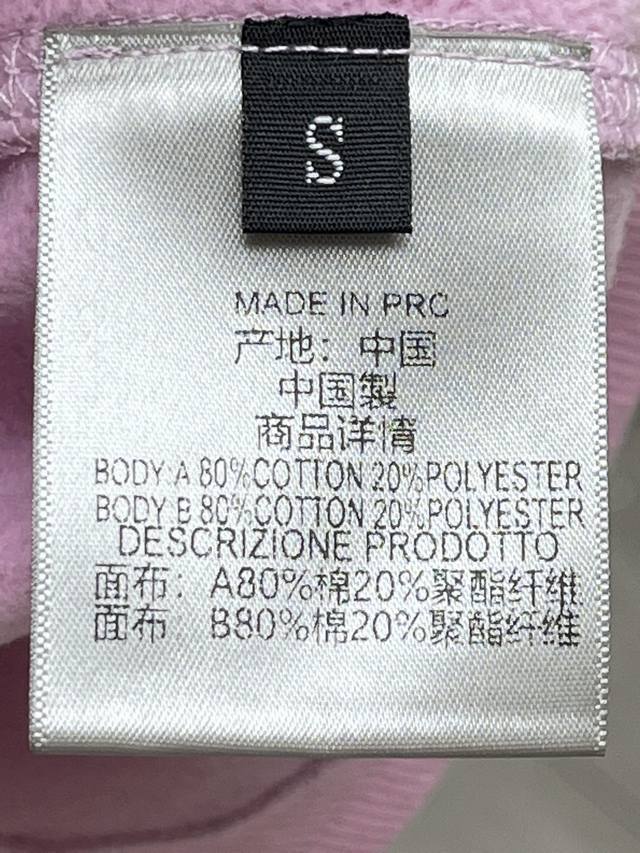 S
MADE IN PRC
产地：中国
中国製
商品详情
BODY:A 80%COTTON 20%POLYESTER
BODY B 80%COTTON 20%POLYESTER
DESCRIZIONE PRODOTTO
面布：A80%棉20%聚酯纤维
面布：B80%棉20%聚酯纤维